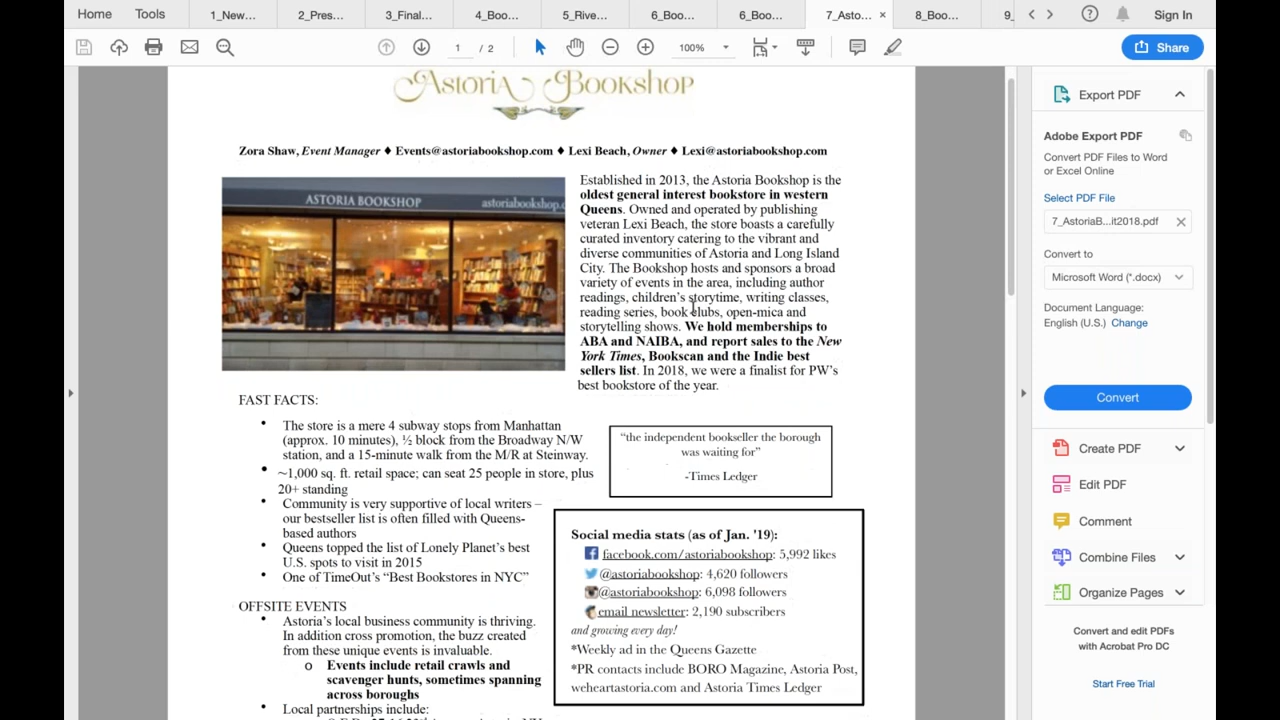 Home Tools 1_New... 2_Pres... 3_Final... 4_Boo... 5_Rive... 6_Boo... 6_Boo... 7_Asto... × 8_Boo... 9_ Sign In
1 / 2 100% Share
Astoria Bookshop
Zora Shaw, Event Manager ♦ Events@astoriabookshop.com ♦ Lexi Beach, Owner ♦ Lexi@astoriabookshop.com
ASTORIA BOOKSHOP astoriabookshop.c
Established in 2013, the Astoria Bookshop is the
oldest general interest bookstore in western
Queens. Owned and operated by publishing
veteran Lexi Beach, the store boasts a carefully
curated inventory catering to the vibrant and
diverse communities of Astoria and Long Island
City. The Bookshop hosts and sponsors a broad
variety of events in the area, including author
readings, children's storytime, writing classes,
reading series, book clubs, open-mica and
storytelling shows. We hold memberships to
ABA and NAIBA, and report sales to the New
York Times, Bookscan and the Indie best
sellers list. In 2018, we were a finalist for PW's
best bookstore of the year.
FAST FACTS:
• The store is a mere 4 subway stops from Manhattan
(approx. 10 minutes), ½ block from the Broadway N/W
station, and a 15-minute walk from the M/R at Steinway.
• ~1,000 sq. ft. retail space; can seat 25 people in store, plus
20+ standing
• Community is very supportive of local writers –
our bestseller list is often filled with Queens-
based authors
• Queens topped the list of Lonely Planet's best
U.S. spots to visit in 2015
• One of TimeOut's “Best Bookstores in NYC”
OFFSITE EVENTS
• Astoria's local business community is thriving.
In addition cross promotion, the buzz created
from these unique events is invaluable.
o Events include retail crawls and
scavenger hunts, sometimes spanning
across boroughs
• Local partnerships include:
“the independent bookseller the borough
was waiting for”
-Times Ledger
Social media stats (as of Jan. '19):
facebook.com/astoriabookshop: 5,992 likes
@astoriabookshop: 4,620 followers
@astoriabookshop: 6,098 followers
email newsletter: 2,190 subscribers
and growing every day!
*Weekly ad in the Queens Gazette
*PR contacts include BORO Magazine, Astoria Post,
weheartastoria.com and Astoria Times Ledger
Export PDF
Adobe Export PDF
Convert PDF Files to Word
or Excel Online
Select PDF File
7_AstoriaB...it2018.pdf ×
Convert to
Microsoft Word (*.docx)
Document Language:
English (U.S.) Change
Convert
Create PDF
Edit PDF
Comment
Combine Files
Organize Pages
Convert and edit PDFs
with Acrobat Pro DC
Start Free Trial